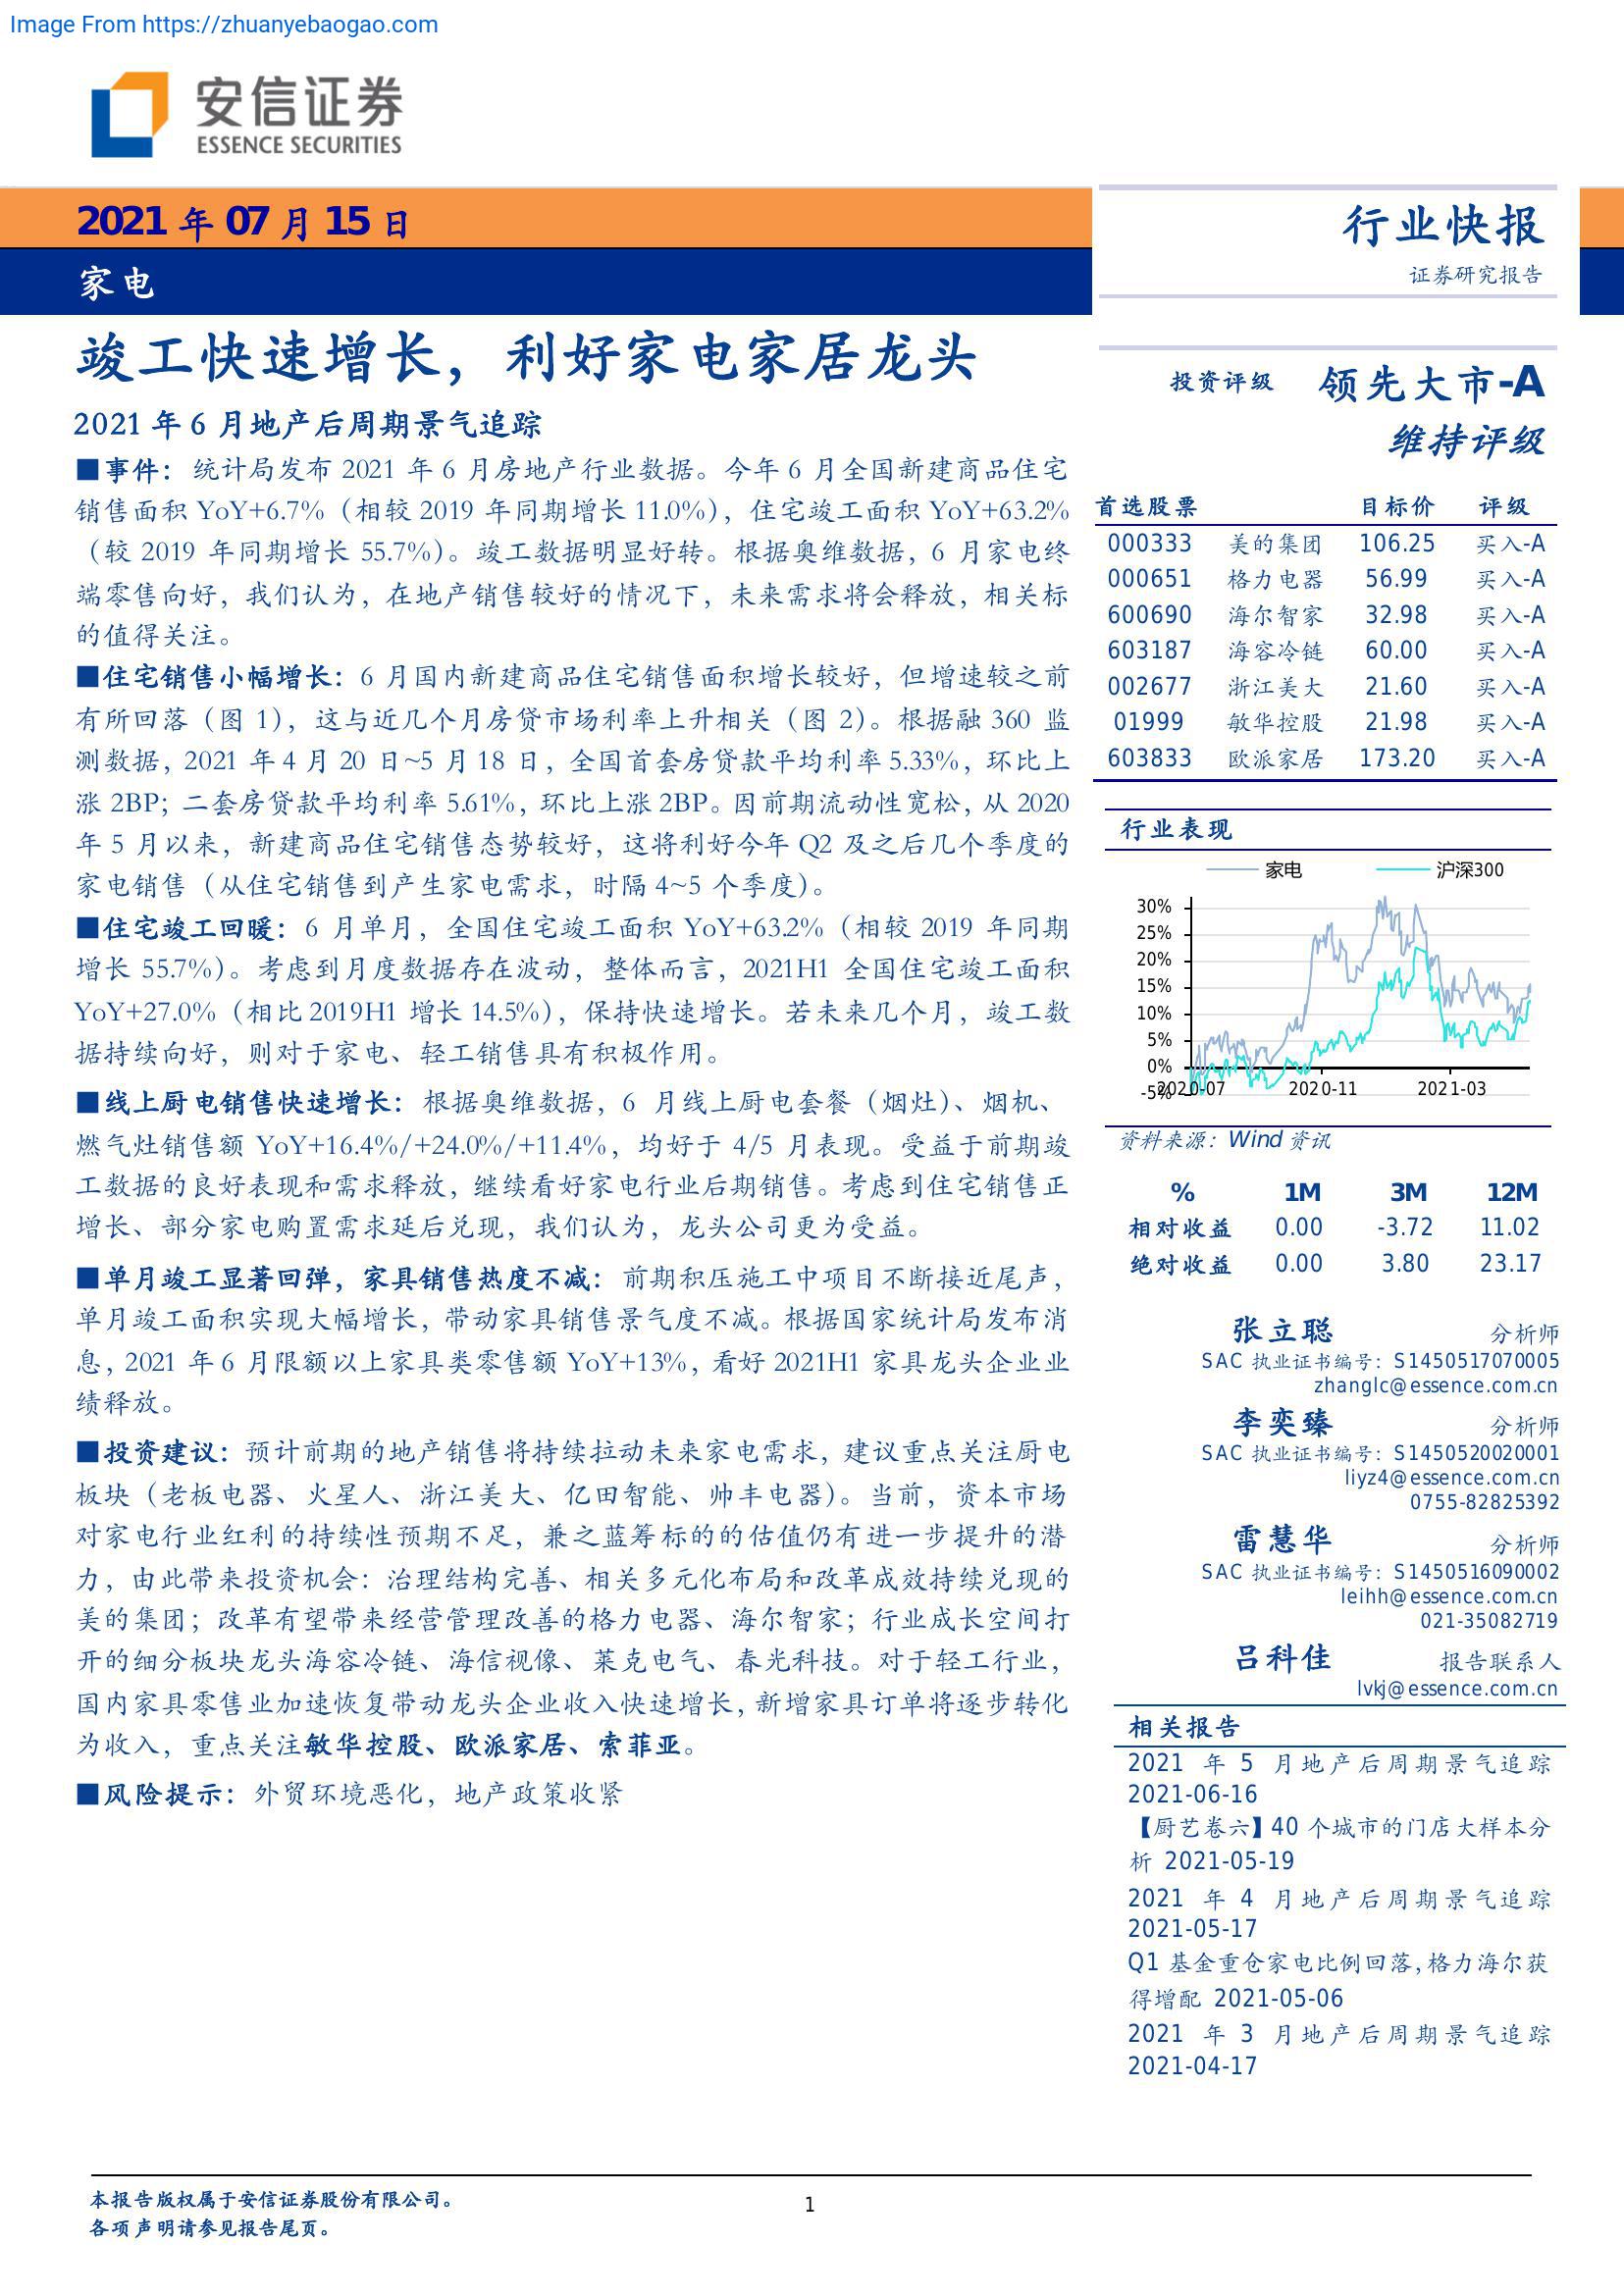 Image From https://zhuanyebaogao.com
安信证券
ESSENCE SECURITIES
2021 年 07 月 15 日
家电
竣工快速增长，利好家电家居龙头
2021 年 6 月地产后周期景气追踪
■事件：统计局发布 2021 年 6 月房地产行业数据。今年 6 月全国新建商品住宅
销售面积 YoY+6.7%（相较 2019 年同期增长 11.0%），住宅竣工面积 YoY+63.2%
（较 2019 年同期增长 55.7%）。竣工数据明显好转。根据奥维数据，6 月家电终
端零售向好，我们认为，在地产销售较好的情况下，未来需求将会释放，相关标
的值得关注。
■住宅销售小幅增长：6 月国内新建商品住宅销售面积增长较好，但增速较之前
有所回落（图 1），这与近几个月房贷市场利率上升相关（图 2）。根据融 360 监
测数据，2021 年 4 月 20 日~5 月 18 日，全国首套房贷款平均利率 5.33%，环比上
涨 2BP；二套房贷款平均利率 5.61%，环比上涨 2BP。因前期流动性宽松，从 2020
年 5 月以来，新建商品住宅销售态势较好，这将利好今年 Q2 及之后几个季度的
家电销售（从住宅销售到产生家电需求，时隔 4~5 个季度）。
■住宅竣工回暖：6 月单月，全国住宅竣工面积 YoY+63.2%（相较 2019 年同期
增长 55.7%）。考虑到月度数据存在波动，整体而言，2021H1 全国住宅竣工面积
YoY+27.0%（相比 2019H1 增长 14.5%），保持快速增长。若未来几个月，竣工数
据持续向好，则对于家电、轻工销售具有积极作用。
■线上厨电销售快速增长：根据奥维数据，6 月线上厨电套餐（烟灶）、烟机、
燃气灶销售额 YoY+16.4%/+24.0%/+11.4%，均好于 4/5 月表现。受益于前期竣
工数据的良好表现和需求释放，继续看好家电行业后期销售。考虑到住宅销售正
增长、部分家电购置需求延后兑现，我们认为，龙头公司更为受益。
■单月竣工显著回弹，家具销售热度不减：前期积压施工中项目不断接近尾声，
单月竣工面积实现大幅增长，带动家具销售景气度不减。根据国家统计局发布消
息，2021 年 6 月限额以上家具类零售额 YoY+13%，看好 2021H1 家具龙头企业业
绩释放。
■投资建议：预计前期的地产销售将持续拉动未来家电需求，建议重点关注厨电
板块（老板电器、火星人、浙江美大、亿田智能、帅丰电器）。当前，资本市场
对家电行业红利的持续性预期不足，兼之蓝筹标的的估值仍有进一步提升的潜
力，由此带来投资机会：治理结构完善、相关多元化布局和改革成效持续兑现的
美的集团；改革有望带来经营管理改善的格力电器、海尔智家；行业成长空间打
开的细分板块龙头海容冷链、海信视像、莱克电气、春光科技。对于轻工行业，
国内家具零售业加速恢复带动龙头企业收入快速增长，新增家具订单将逐步转化
为收入，重点关注敏华控股、欧派家居、索菲亚。
■风险提示：外贸环境恶化，地产政策收紧
行业快报
证券研究报告
投资评级 领先大市-A
维持评级
首选股票 目标价 评级
000333 美的集团 106.25 买入-A
000651 格力电器 56.99 买入-A
600690 海尔智家 32.98 买入-A
603187 海容冷链 60.00 买入-A
002677 浙江美大 21.60 买入-A
01999 敏华控股 21.98 买入-A
603833 欧派家居 173.20 买入-A
行业表现
家电 沪深300
30%
25%
20%
15%
10%
5%
0%
-5%
2020-07 2020-11 2021-03
资料来源：Wind 资讯
% 1M 3M 12M
相对收益 0.00 -3.72 11.02
绝对收益 0.00 3.80 23.17
张立聪 分析师
SAC 执业证书编号：S1450517070005
zhanglc@essence.com.cn
李奕臻 分析师
SAC 执业证书编号：S1450520020001
liyz4@essence.com.cn
0755-82825392
雷慧华 分析师
SAC 执业证书编号：S1450516090002
leihh@essence.com.cn
021-35082719
吕科佳 报告联系人
lvkj@essence.com.cn
相关报告
2021 年 5 月地产后周期景气追踪
2021-06-16
【厨艺卷六】40 个城市的门店大样本分
析 2021-05-19
2021 年 4 月地产后周期景气追踪
2021-05-17
Q1 基金重仓家电比例回落，格力海尔获
得增配 2021-05-06
2021 年 3 月地产后周期景气追踪
2021-04-17
本报告版权属于安信证券股份有限公司。
各项声明请参见报告尾页。
1